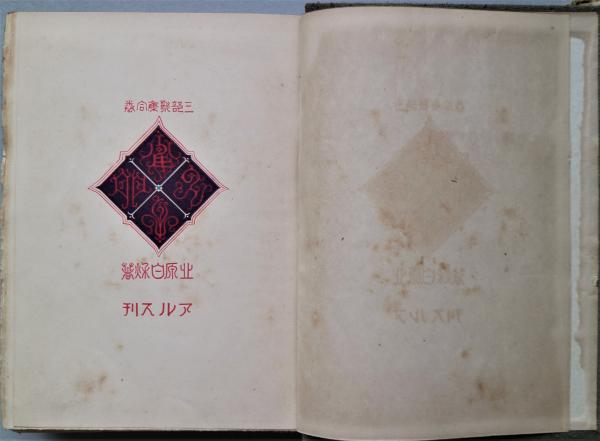 三部歌集合巻
北原白秋著
アルス刊